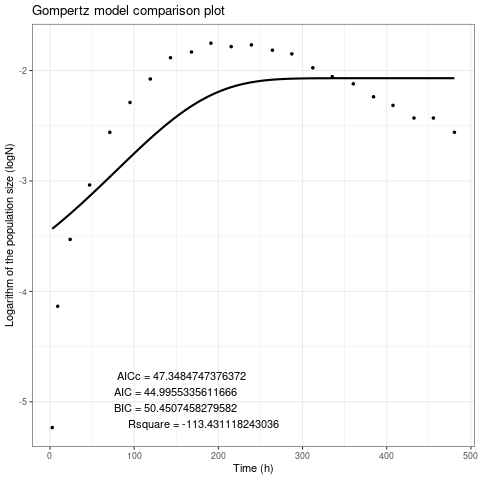 Gompertz model comparison plot
Logarithm of the population size (logN)
-2
-3
-4
-5
AICc = 47.3484747376372
AIC = 44.9955335611666
BIC = 50.4507458279582
Rsquare = -113.431118243036
0 100 200 300 400 500
Time (h)